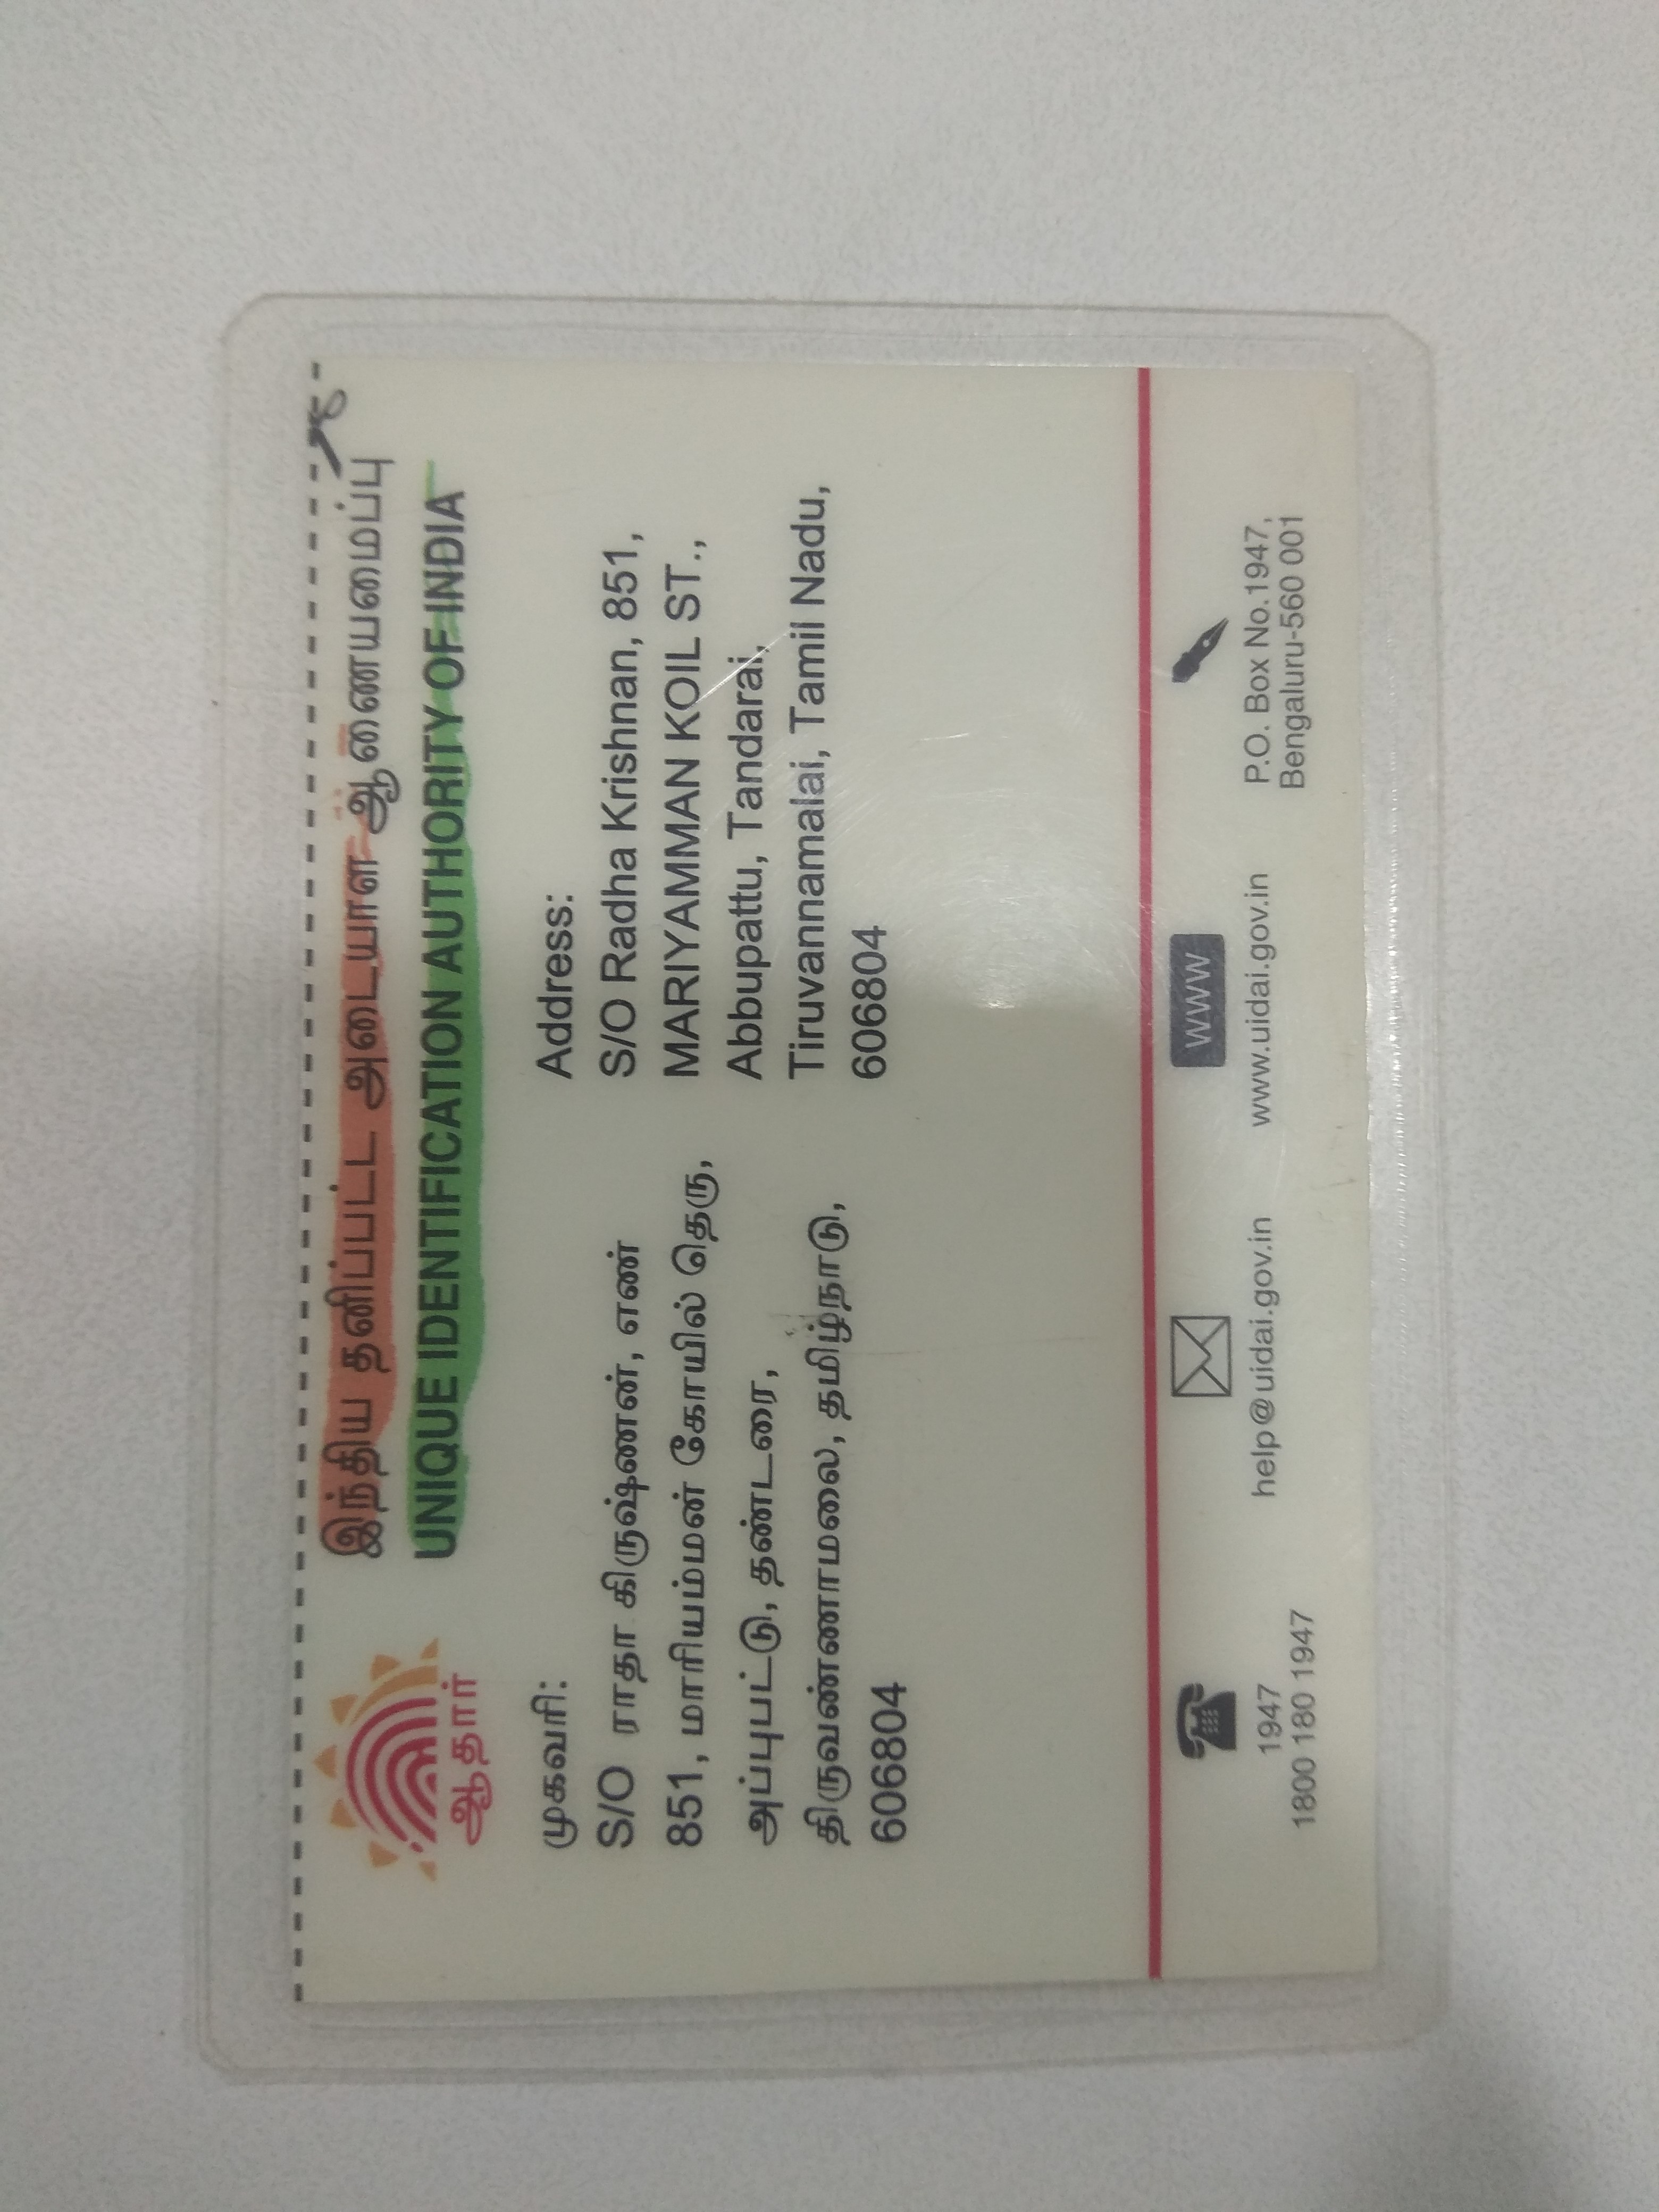 ஆதார்
இந்திய தனிப்பட்ட அடையாள ஆணையமைப்பு
UNIQUE IDENTIFICATION AUTHORITY OF INDIA
முகவரி:
S/O ராதா கிருஷ்ணன், எண்
851, மாரியம்மன் கோயில் தெரு,
அப்புபட்டு, தண்டரை,
திருவண்ணாமலை, தமிழ்நாடு,
606804
Address:
S/O Radha Krishnan, 851,
MARIYAMMAN KOIL ST.,
Abbupattu, Tandarai,
Tiruvannamalai, Tamil Nadu,
606804
1947
1800 180 1947
help@uidai.gov.in
WWW
www.uidai.gov.in
P.O. Box No.1947,
Bengaluru-560 001